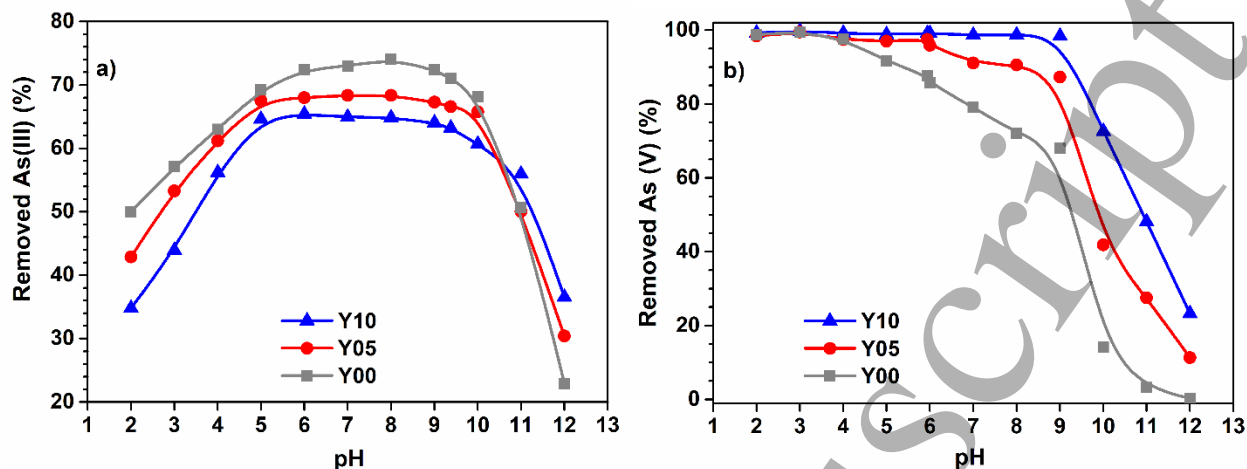 a)
Removed As(III) (%)
80
70
60
50
40
30
20
Y10
Y05
Y00
1 2 3 4 5 6 7 8 9 10 11 12 13
pH
b)
Removed As (V) (%)
100
80
60
40
20
0
Y10
Y05
Y00
1 2 3 4 5 6 7 8 9 10 11 12 13
pH
script